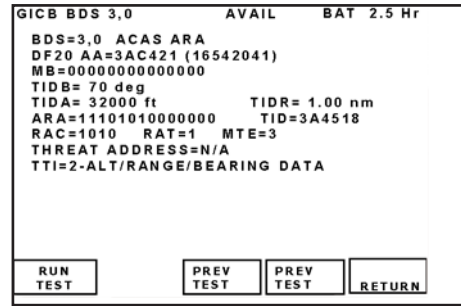 GICB BDS 3,0 AVAIL BAT 2.5 Hr
BDS=3,0 ACAS ARA
DF20 AA=3AC421 (16542041)
MB=00000000000000
TIDB= 70 deg
TIDA= 32000 ft TIDR= 1.00 nm
ARA=11101010000000 TID=3A4518
RAC=1010 RAT=1 MTE=3
THREAT ADDRESS=N/A
TTI=2-ALT/RANGE/BEARING DATA
RUN TEST
PREV TEST
PREV TEST
RETURN